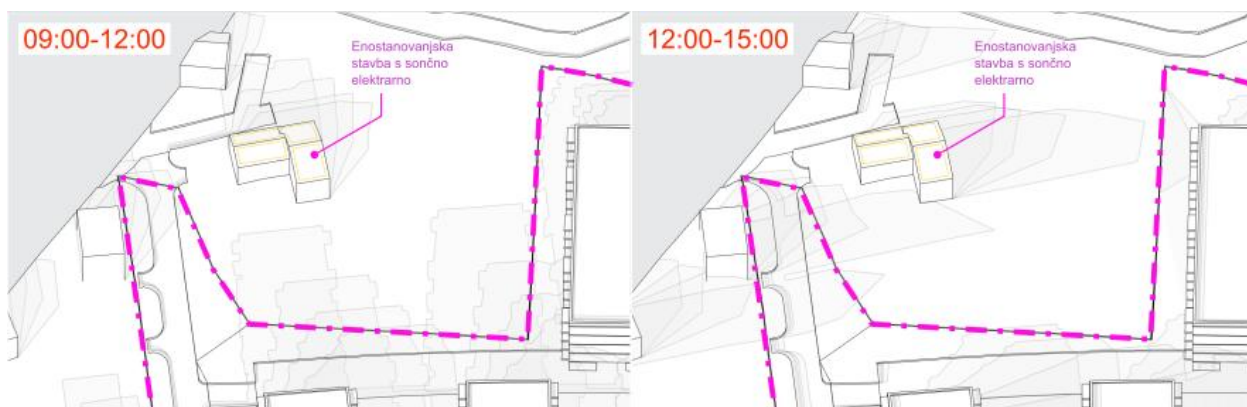 09:00-12:00
Enostanovanjska
stavba s sončno
elektrarno
12:00-15:00
Enostanovanjska
stavba s sončno
elektrarno